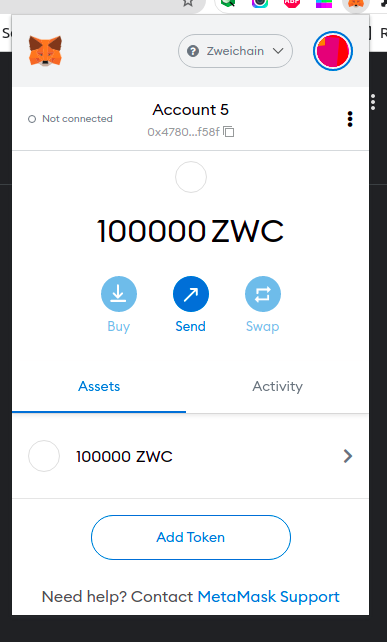 ABP
Zweichain
Not connected
Account 5
0x4780...f58f
100000 ZWC
Buy
Send
Swap
Assets
Activity
100000 ZWC
Add Token
Need help? Contact MetaMask Support